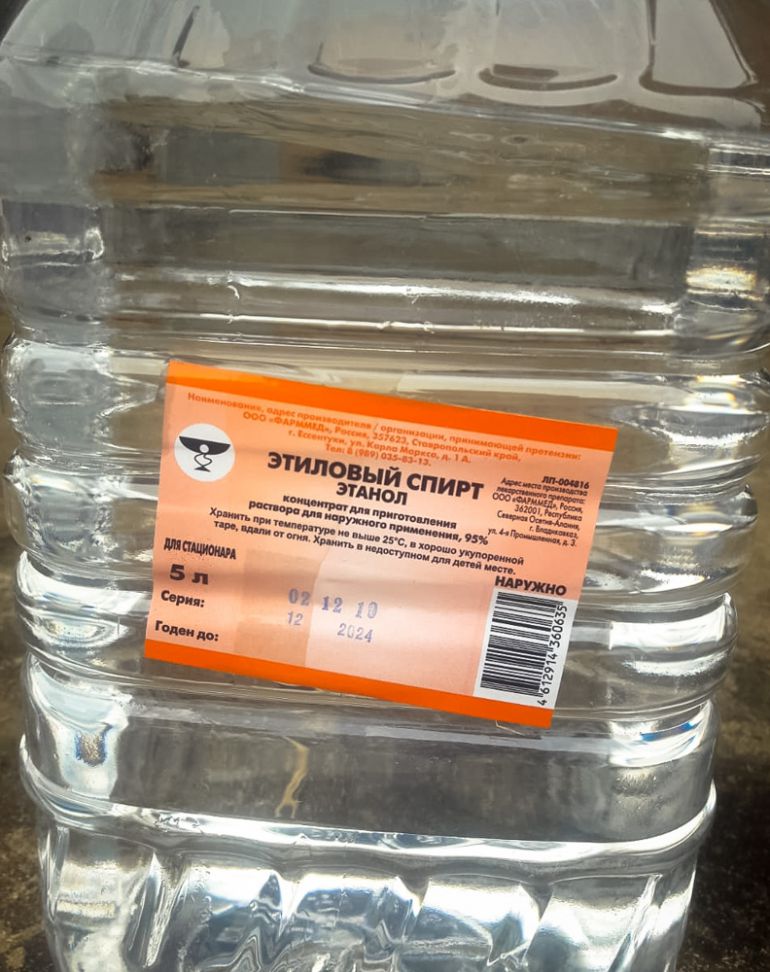 Наименование, адрес производителя / организации, принимающей претензии:
ООО «ФАРММЕД», Россия, 357623, Ставропольский край,
г. Ессентуки, ул. Карла Маркса, д. 1 А.
Тел: 8 (989) 035-83-13.
ЭТИЛОВЫЙ СПИРТ
ЭТАНОЛ
концентрат для приготовления
раствора для наружного применения, 95%
Хранить при температуре не выше 25°С, в хорошо укупоренной
таре, вдали от огня. Хранить в недоступном для детей месте.
ЛП-004816
Адрес места производства
лекарственного препарата:
ООО «ФАРММЕД», Россия,
362001, Республика
Северная Осетия-Алания,
г. Владикавказ,
ул. 4-я Промышленная, д. 3.
ДЛЯ СТАЦИОНАРА
5 л
НАРУЖНО
Серия: 02 12 19
12 2024
Годен до:
4 612914 360635